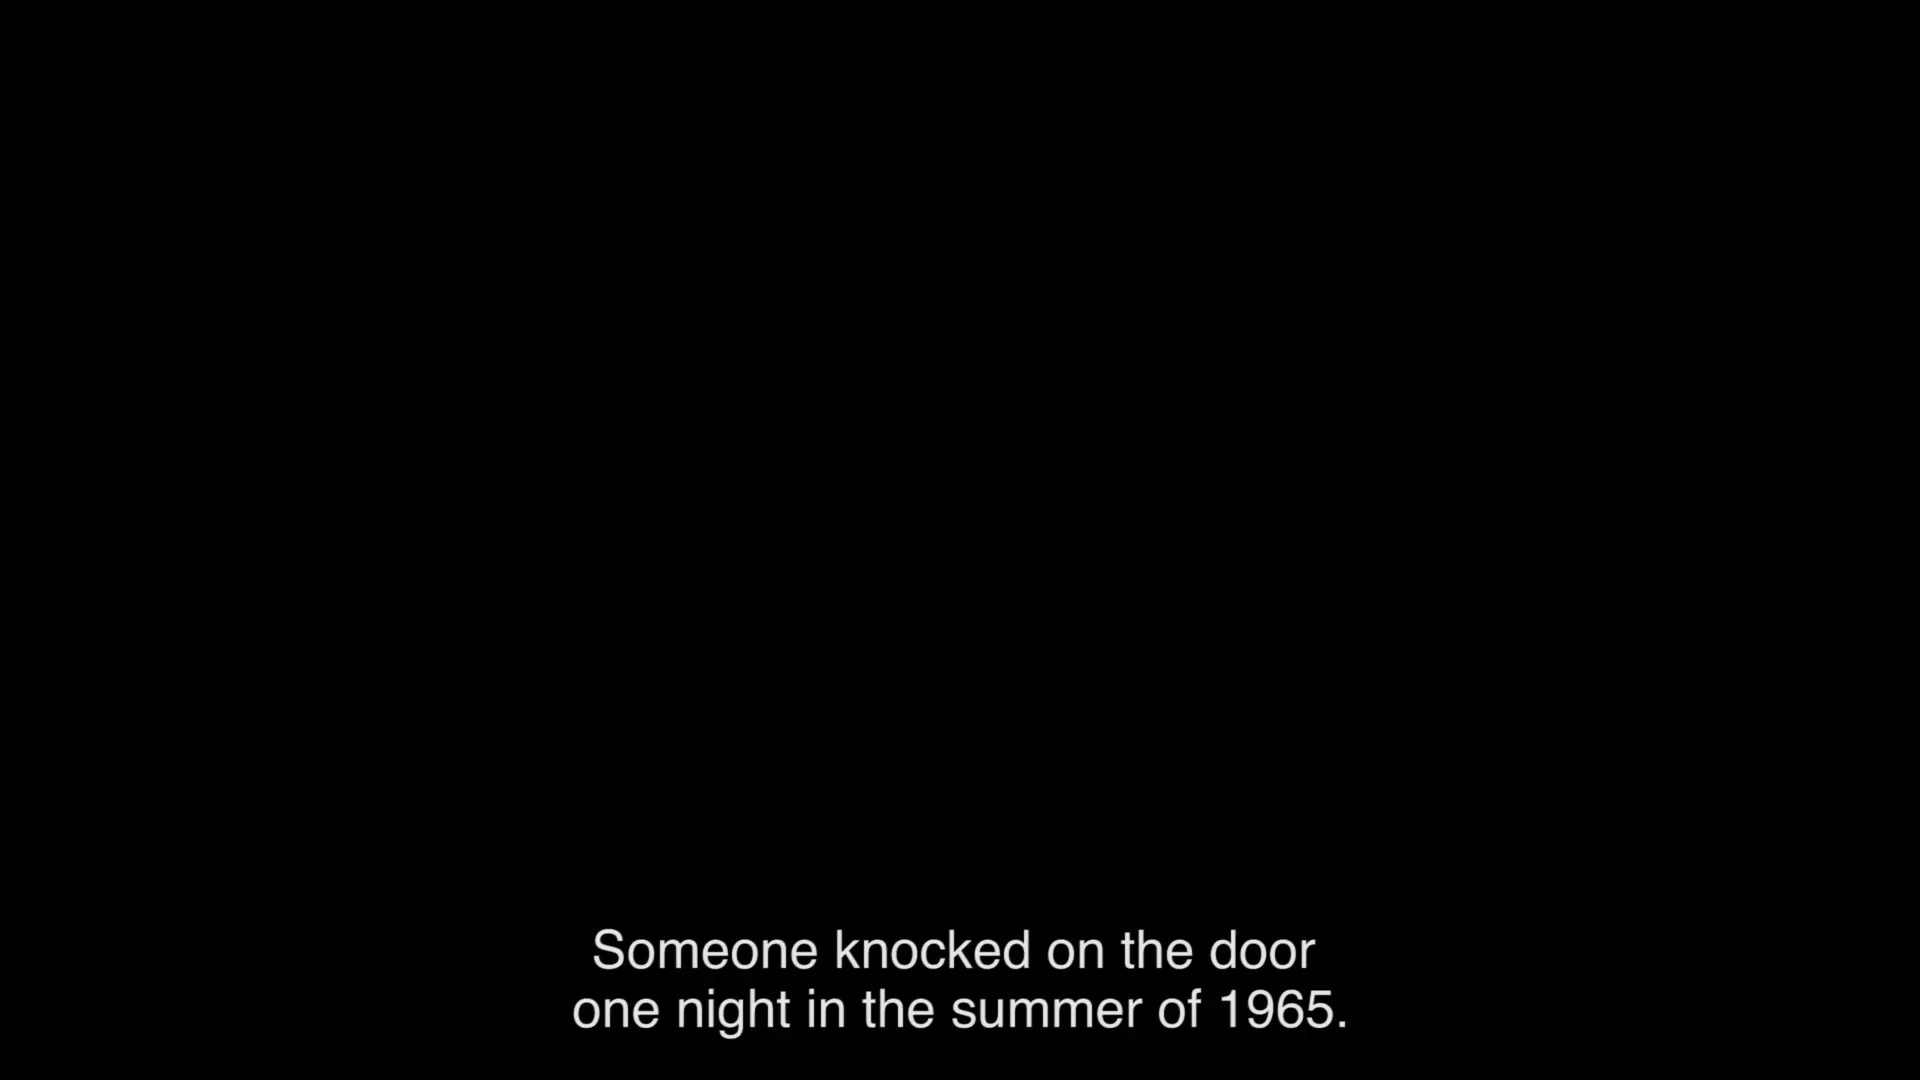 Someone knocked on the door
one night in the summer of 1965.